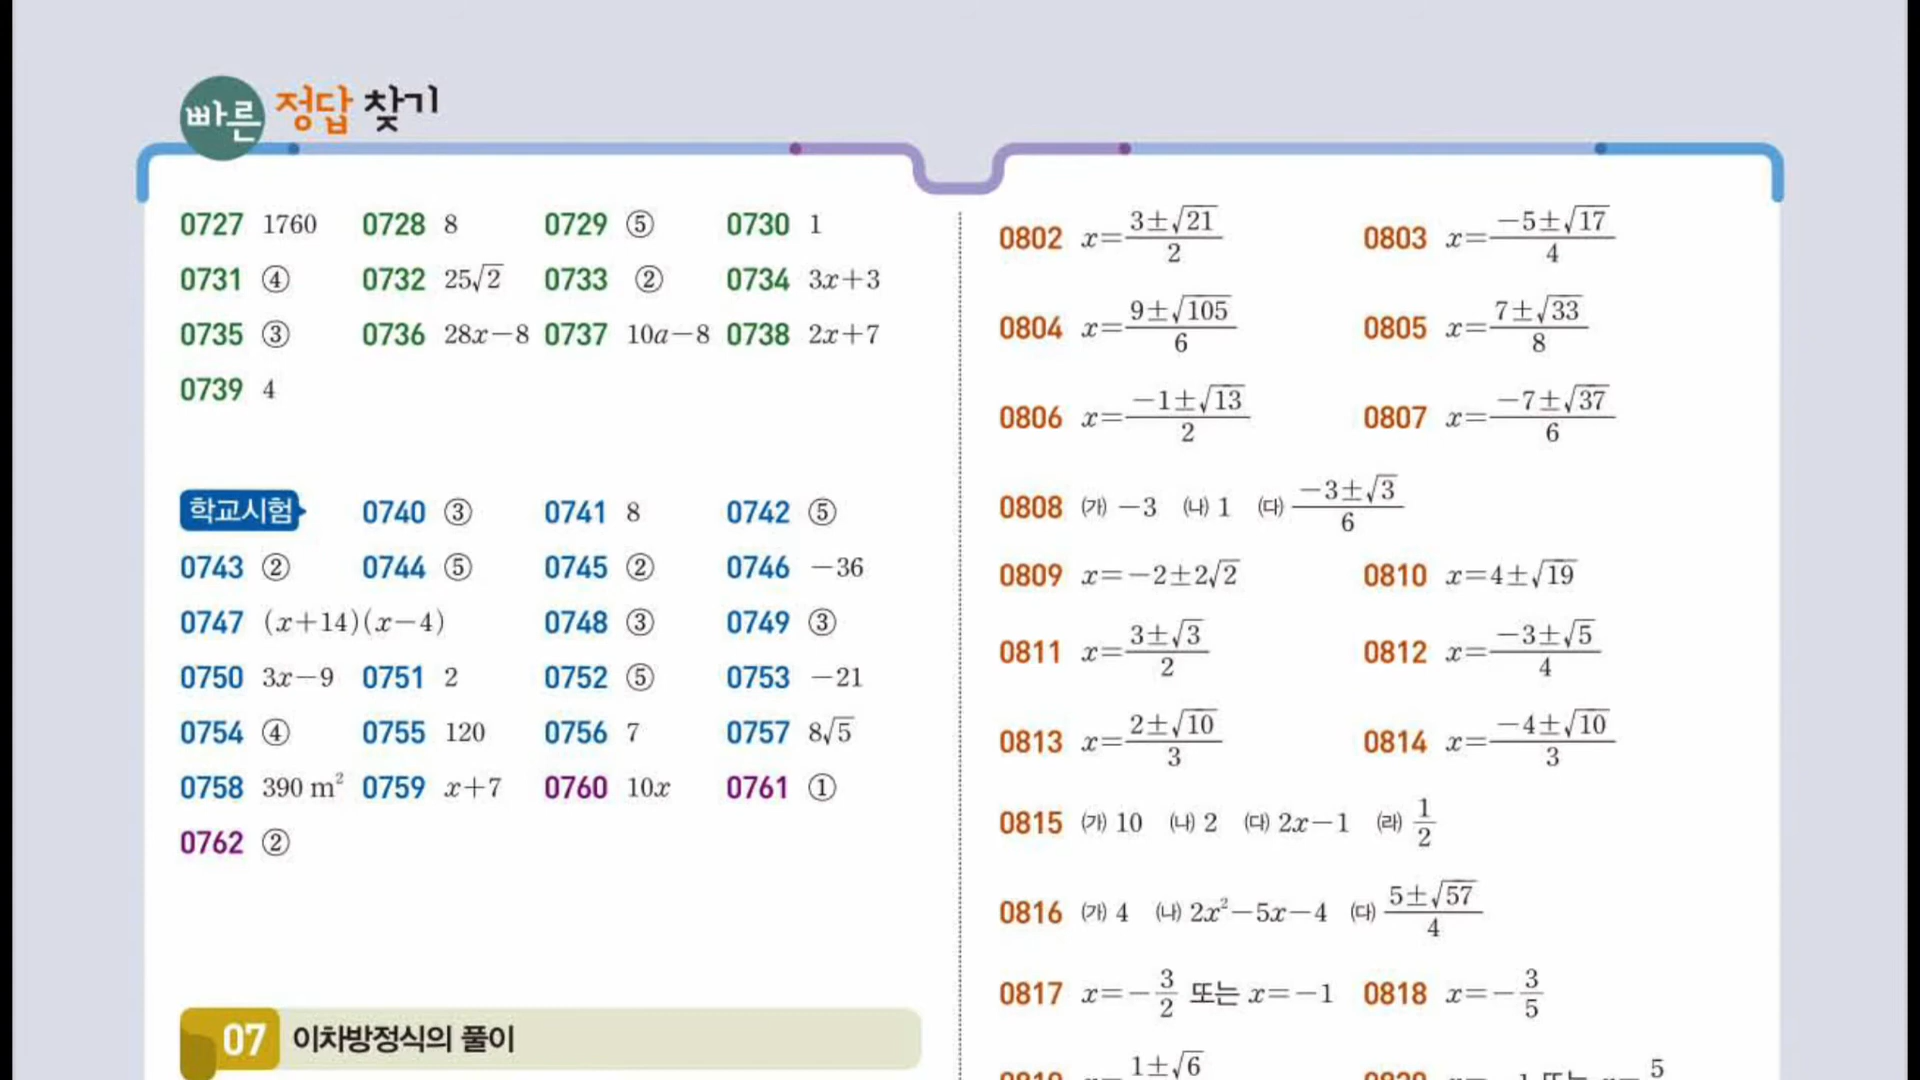 빠른 정답 찾기
0727 1760 0728 8 0729 ⑤ 0730 1
0731 ④ 0732 25√2 0733 ② 0734 3x+3
0735 ③ 0736 28x−8 0737 10a−8 0738 2x+7
0739 4
학교시험 0740 ③ 0741 8 0742 ⑤
0743 ② 0744 ⑤ 0745 ② 0746 −36
0747 (x+14)(x−4) 0748 ③ 0749 ③
0750 3x−9 0751 2 0752 ⑤ 0753 −21
0754 ④ 0755 120 0756 7 0757 8√5
0758 390 m² 0759 x+7 0760 10x 0761 ①
0762 ②
07 이차방정식의 풀이
0802 x=(3±√21)/2 0803 x=(−5±√17)/4
0804 x=(9±√105)/6 0805 x=(7±√33)/8
0806 x=(−1±√13)/2 0807 x=(−7±√37)/6
0808 ㈎ −3 ㈏ 1 ㈐ (−3±√3)/6
0809 x=−2±2√2 0810 x=4±√19
0811 x=(3±√3)/2 0812 x=(−3±√5)/4
0813 x=(2±√10)/3 0814 x=(−4±√10)/3
0815 ㈎ 10 ㈏ 2 ㈐ 2x−1 ㈑ 1/2
0816 ㈎ 4 ㈏ 2x²−5x−4 ㈐ (5±√57)/4
0817 x=−3/2 또는 x=−1 0818 x=−3/5
1±√6 5